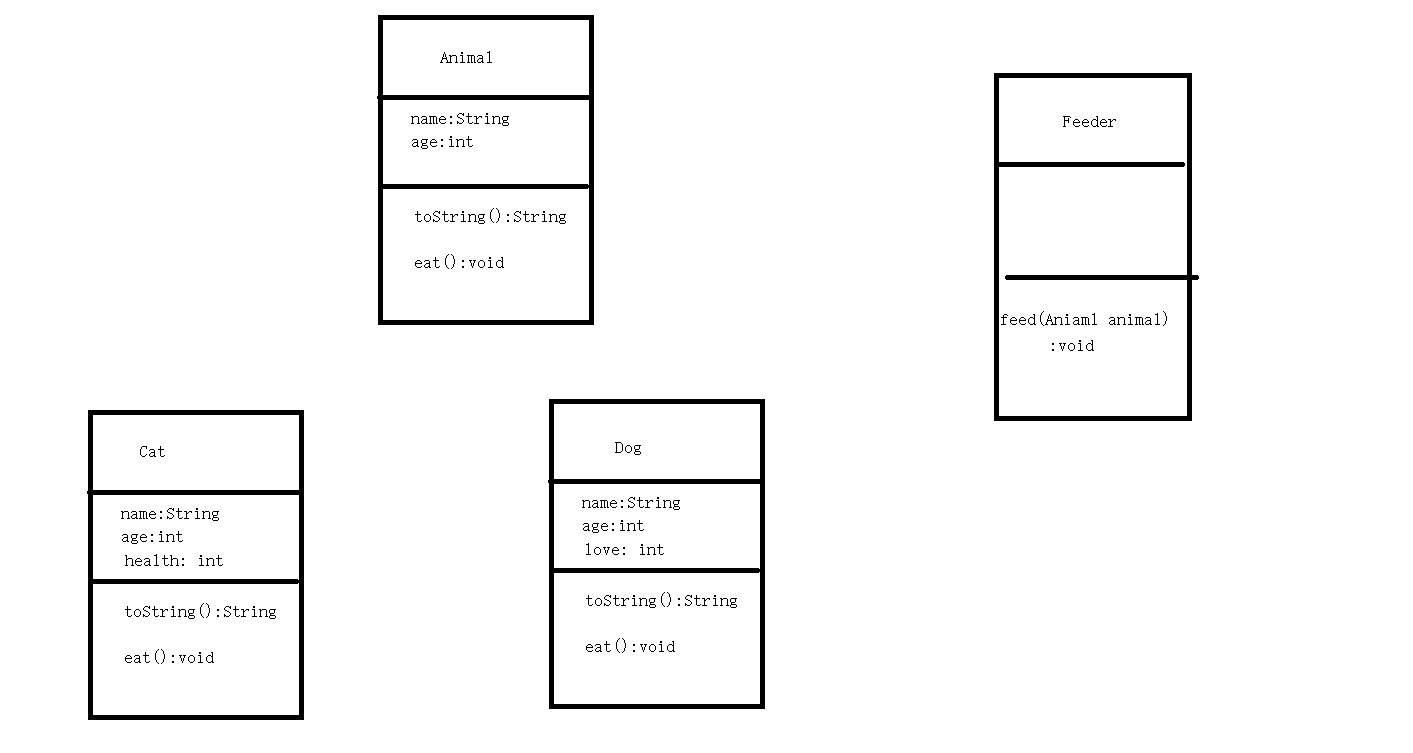 Animal
name:String
age:int
toString():String
eat():void
Feeder
feed(Aniaml animal)
:void
Cat
name:String
age:int
health: int
toString():String
eat():void
Dog
name:String
age:int
love: int
toString():String
eat():void